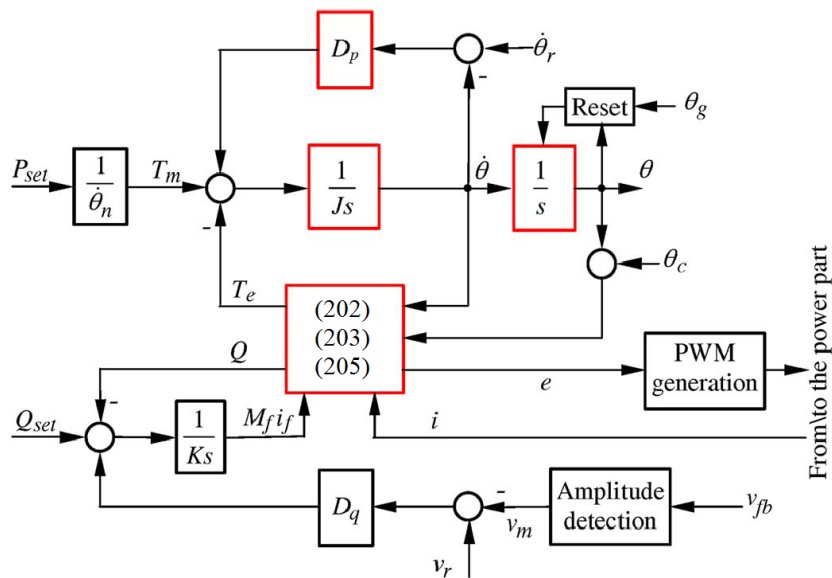 D_p
-
θ̇_r
Reset
θ_g
P_set
1/θ̇_n
T_m
1/Js
θ̇
1/s
θ
-
θ_c
T_e
(202)
(203)
(205)
Q
e
PWM
generation
From\to the power part
-
Q_set
1/Ks
M_f i_f
i
D_q
-
v_m
Amplitude
detection
v_fb
v_r